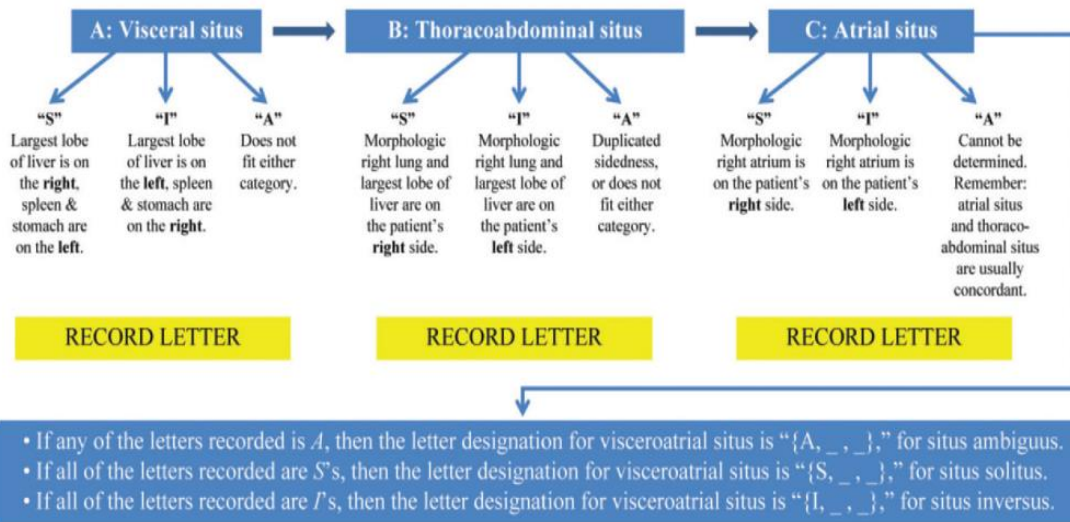 A: Visceral situs
B: Thoracoabdominal situs
C: Atrial situs
“S”
Largest lobe
of liver is on
the right,
spleen &
stomach are
on the left.
“I”
Largest lobe
of liver is on
the left, spleen
& stomach are
on the right.
“A”
Does not
fit either
category.
“S”
Morphologic
right lung and
largest lobe of
liver are on
the patient’s
right side.
“I”
Morphologic
right lung and
largest lobe of
liver are on
the patient’s
left side.
“A”
Duplicated
sidedness,
or does not
fit either
category.
“S”
Morphologic
right atrium is
on the patient’s
right side.
“I”
Morphologic
right atrium is
on the patient’s
left side.
“A”
Cannot be
determined.
Remember:
atrial situs
and thoraco-
abdominal situs
are usually
concordant.
RECORD LETTER
RECORD LETTER
RECORD LETTER
• If any of the letters recorded is A, then the letter designation for visceroatrial situs is “{A, _ , _},” for situs ambiguus.
• If all of the letters recorded are S’s, then the letter designation for visceroatrial situs is “{S, _ , _},” for situs solitus.
• If all of the letters recorded are I’s, then the letter designation for visceroatrial situs is “{I, _ , _},” for situs inversus.